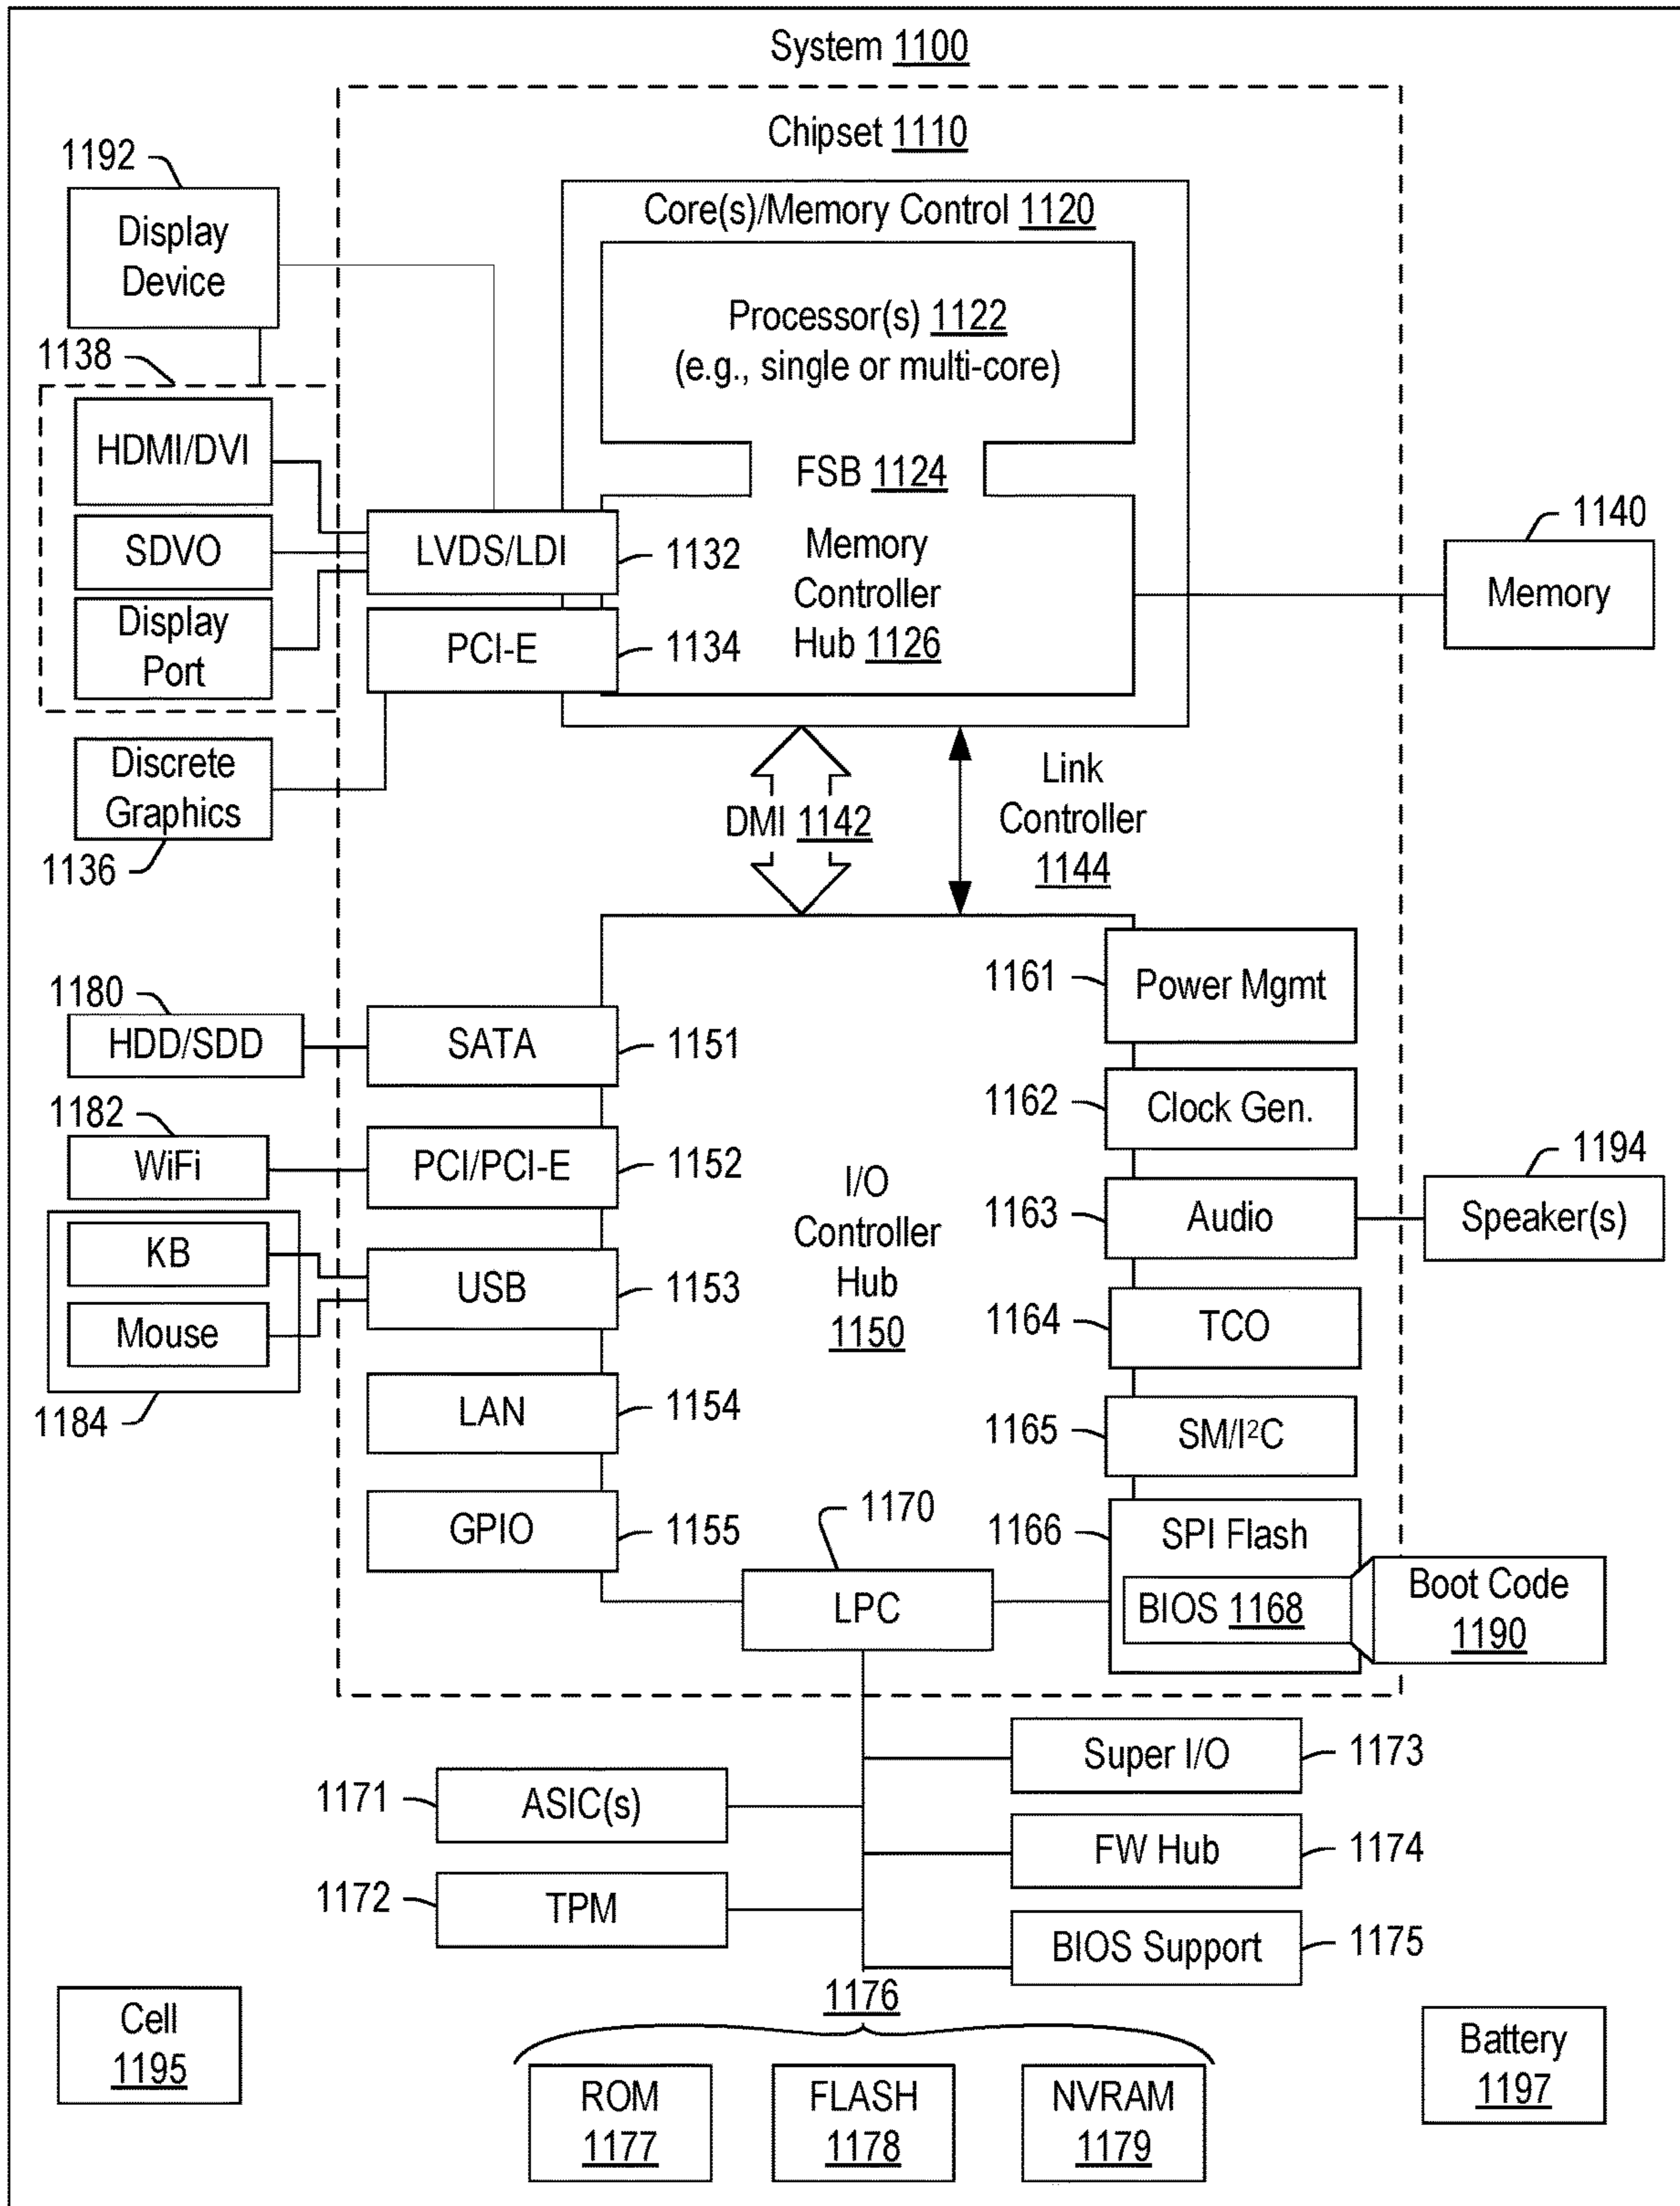 System 1100
Chipset 1110
1192
Display
Device
Core(s)/Memory Control 1120
Processor(s) 1122
(e.g., single or multi-core)
1138
HDMI/DVI
SDVO
Display
Port
FSB 1124
LVDS/LDI
1132
PCI-E
1134
Memory
Controller
Hub 1126
1140
Memory
Discrete
Graphics
1136
DMI 1142
Link
Controller
1144
1180
HDD/SDD
SATA
1151
1161
Power Mgmt
1182
WiFi
PCI/PCI-E
1152
1162
Clock Gen.
I/O
Controller
Hub
1150
1163
Audio
1194
Speaker(s)
KB
Mouse
1184
USB
1153
1164
TCO
LAN
1154
1165
SM/I²C
GPIO
1155
1170
LPC
1166
SPI Flash
BIOS 1168
Boot Code
1190
Super I/O
1173
1171
ASIC(s)
FW Hub
1174
1172
TPM
BIOS Support
1175
1176
Cell
1195
ROM
1177
FLASH
1178
NVRAM
1179
Battery
1197